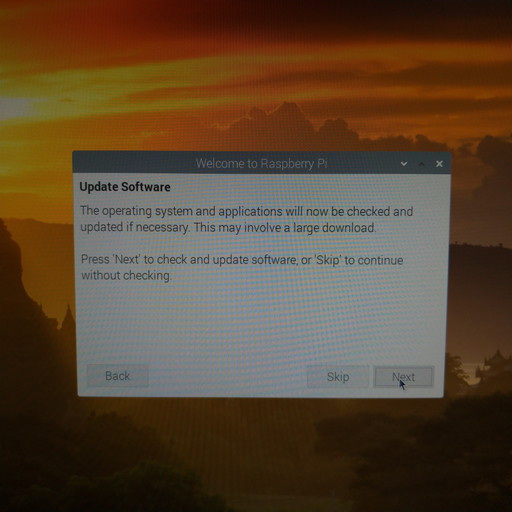 Welcome to Raspberry Pi
Update Software
The operating system and applications will now be checked and
updated if necessary. This may involve a large download.
Press 'Next' to check and update software, or 'Skip' to continue
without checking.
Back
Skip
Next